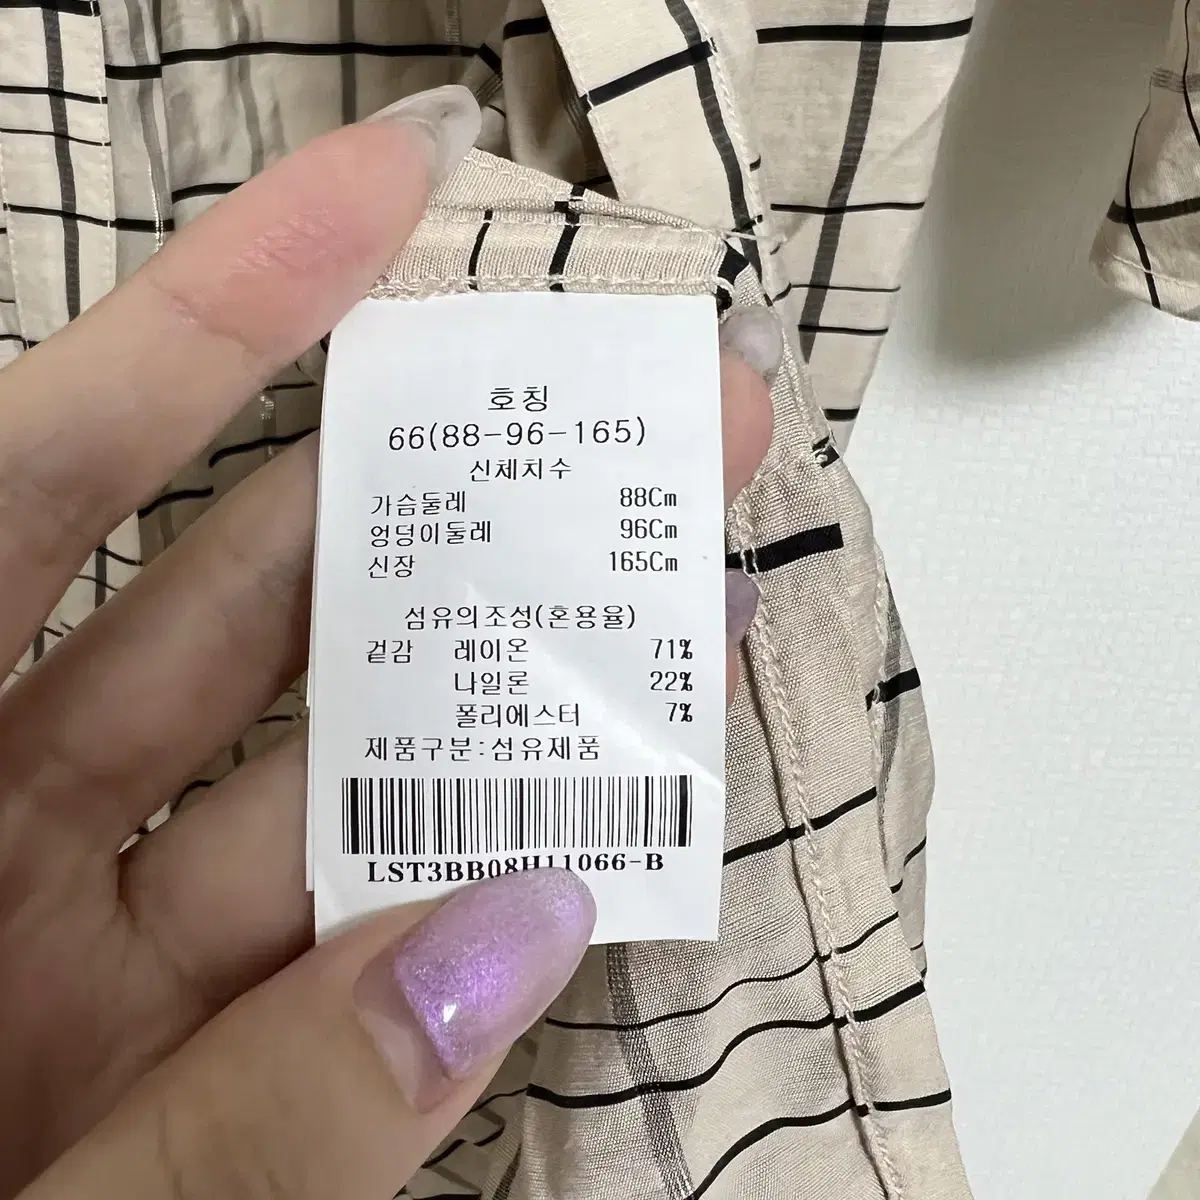 호칭
66(88-96-165)
신체치수
가슴둘레 88Cm
엉덩이둘레 96Cm
신장 165Cm
섬유의조성(혼용율)
겉감 레이온 71%
나일론 22%
폴리에스터 7%
제품구분:섬유제품
LST3BB08H11066-B